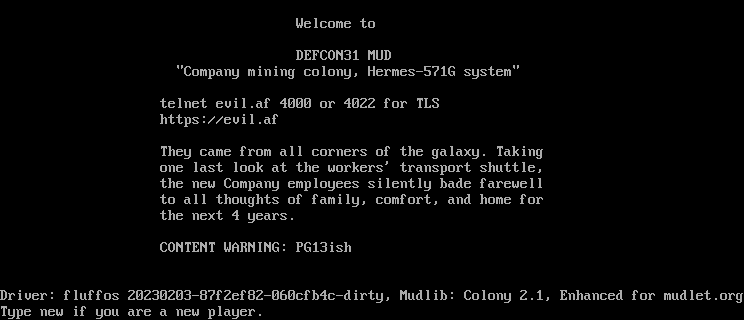 Welcome to
DEFCON31 MUD
"Company mining colony, Hermes-571G system"
telnet evil.af 4000 or 4022 for TLS
https://evil.af
They came from all corners of the galaxy. Taking
one last look at the workers' transport shuttle,
the new Company employees silently bade farewell
to all thoughts of family, comfort, and home for
the next 4 years.
CONTENT WARNING: PG13ish
Driver: fluffos 20230203-87f2ef82-060cfb4c-dirty, Mudlib: Colony 2.1, Enhanced for mudlet.org
Type new if you are a new player.